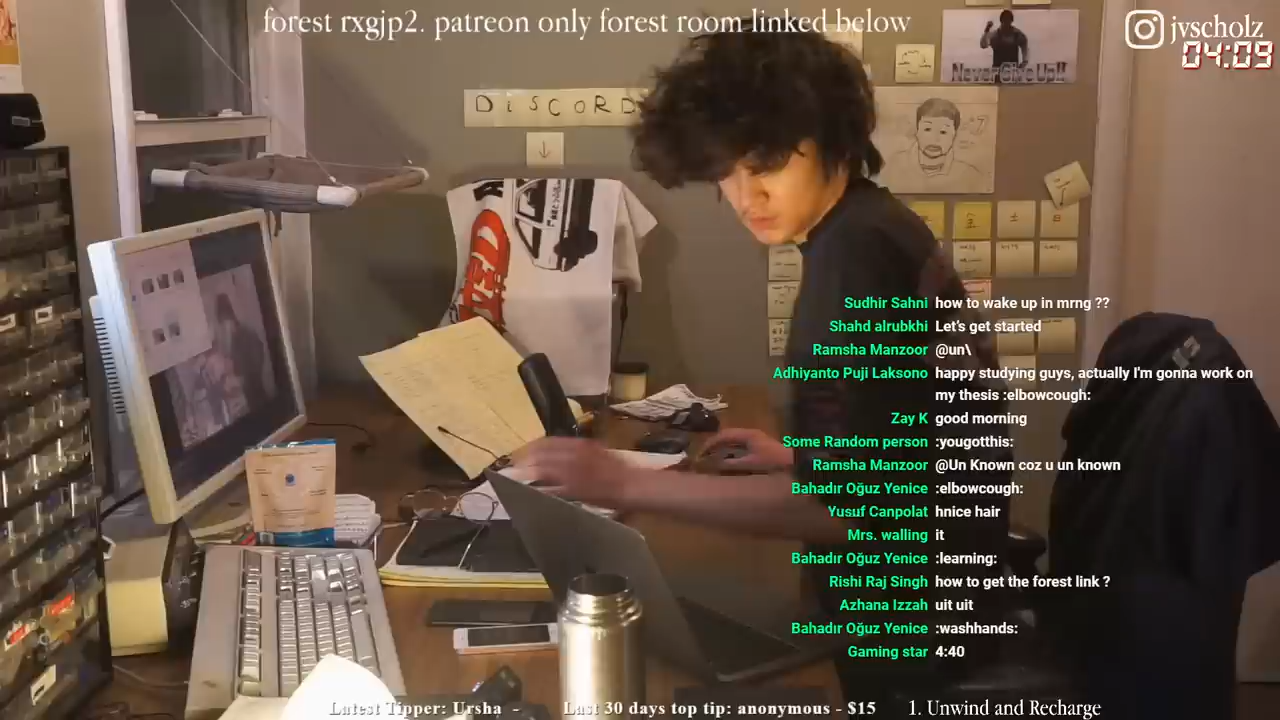 forest rxgjp2. patreon only forest room linked below
jvscholz
04:09
Never Give Up!!
DISCORD
↓
Sudhir Sahni how to wake up in mrng ??
Shahd alrubkhi Let's get started
Ramsha Manzoor @un\
Adhiyanto Puji Laksono happy studying guys, actually I'm gonna work on
my thesis :elbowcough:
Zay K good morning
Some Random person :yougotthis:
Ramsha Manzoor @Un Known coz u un known
Bahadır Oğuz Yenice :elbowcough:
Yusuf Canpolat hnice hair
Mrs. walling it
Bahadır Oğuz Yenice :learning:
Rishi Raj Singh how to get the forest link ?
Azhana Izzah uit uit
Bahadır Oğuz Yenice :washhands:
Gaming star 4:40
Latest Tipper: Ursha - Last 30 days top tip: anonymous - $15 1. Unwind and Recharge